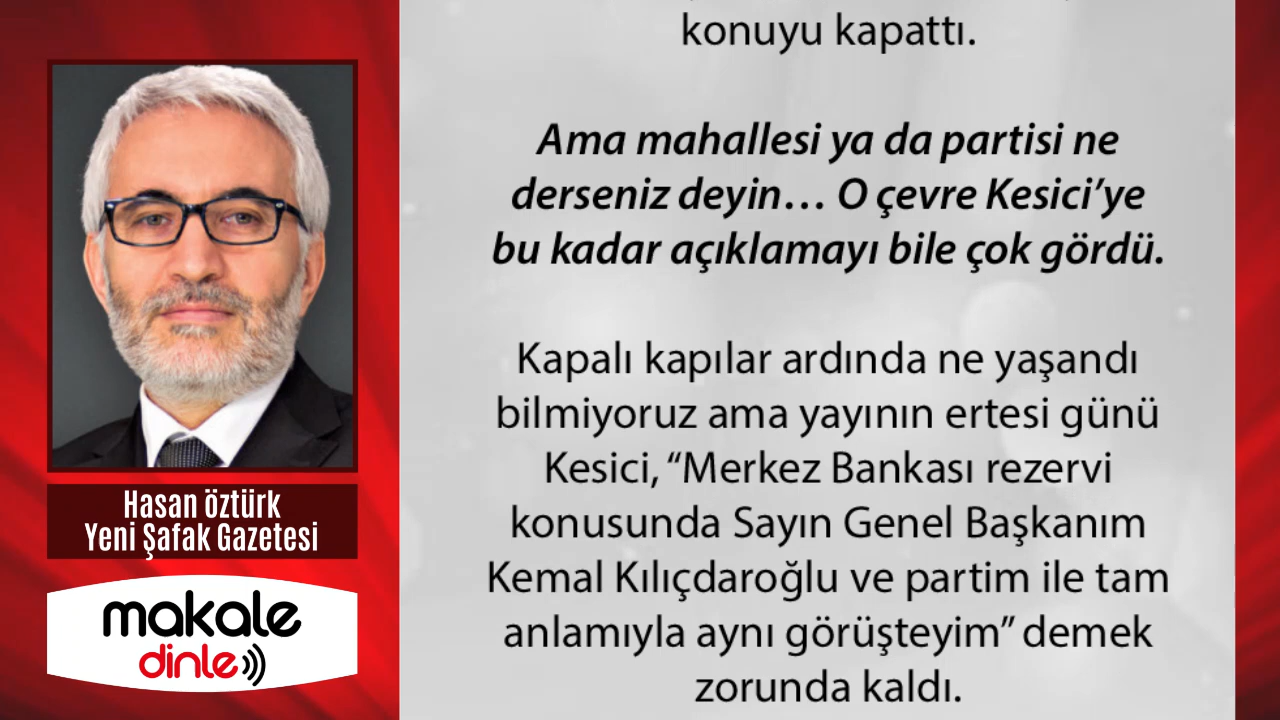 konuyu kapattı.
Ama mahallesi ya da partisi ne
derseniz deyin… O çevre Kesici’ye
bu kadar açıklamayı bile çok gördü.
Kapalı kapılar ardında ne yaşandı
bilmiyoruz ama yayının ertesi günü
Kesici, “Merkez Bankası rezervi
konusunda Sayın Genel Başkanım
Kemal Kılıçdaroğlu ve partim ile tam
anlamıyla aynı görüşteyim” demek
zorunda kaldı.
Hasan Öztürk
Yeni Şafak Gazetesi
makale
dinle